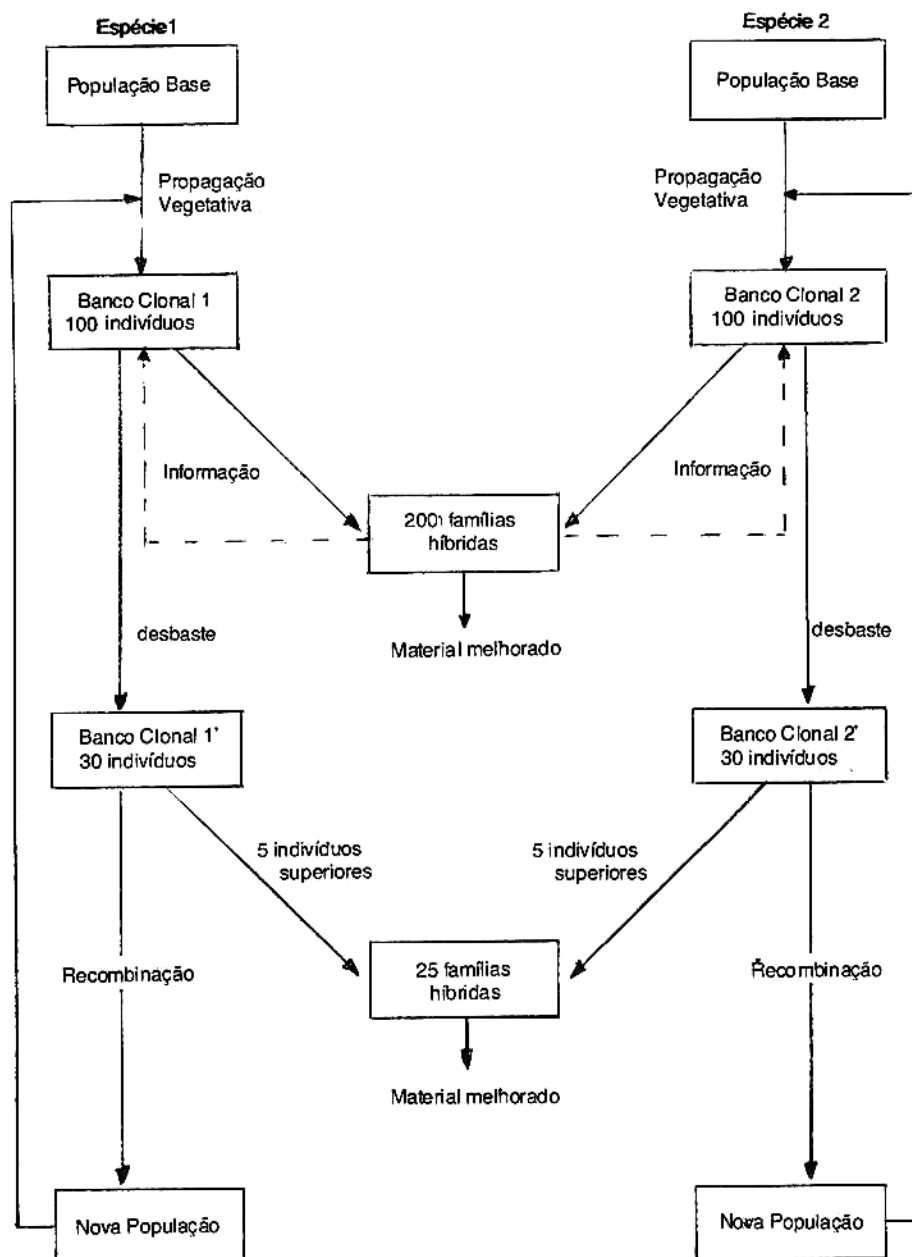 Espécie1
Espécie 2
População Base
População Base
Propagação
Vegetativa
Propagação
Vegetativa
Banco Clonal 1
100 indivíduos
Banco Clonal 2
100 indivíduos
Informação
Informação
200 famílias
híbridas
desbaste
desbaste
Material melhorado
Banco Clonal 1'
30 indivíduos
Banco Clonal 2'
30 indivíduos
5 indivíduos
superiores
5 indivíduos
superiores
Recombinação
25 famílias
híbridas
Recombinação
Material melhorado
Nova População
Nova População